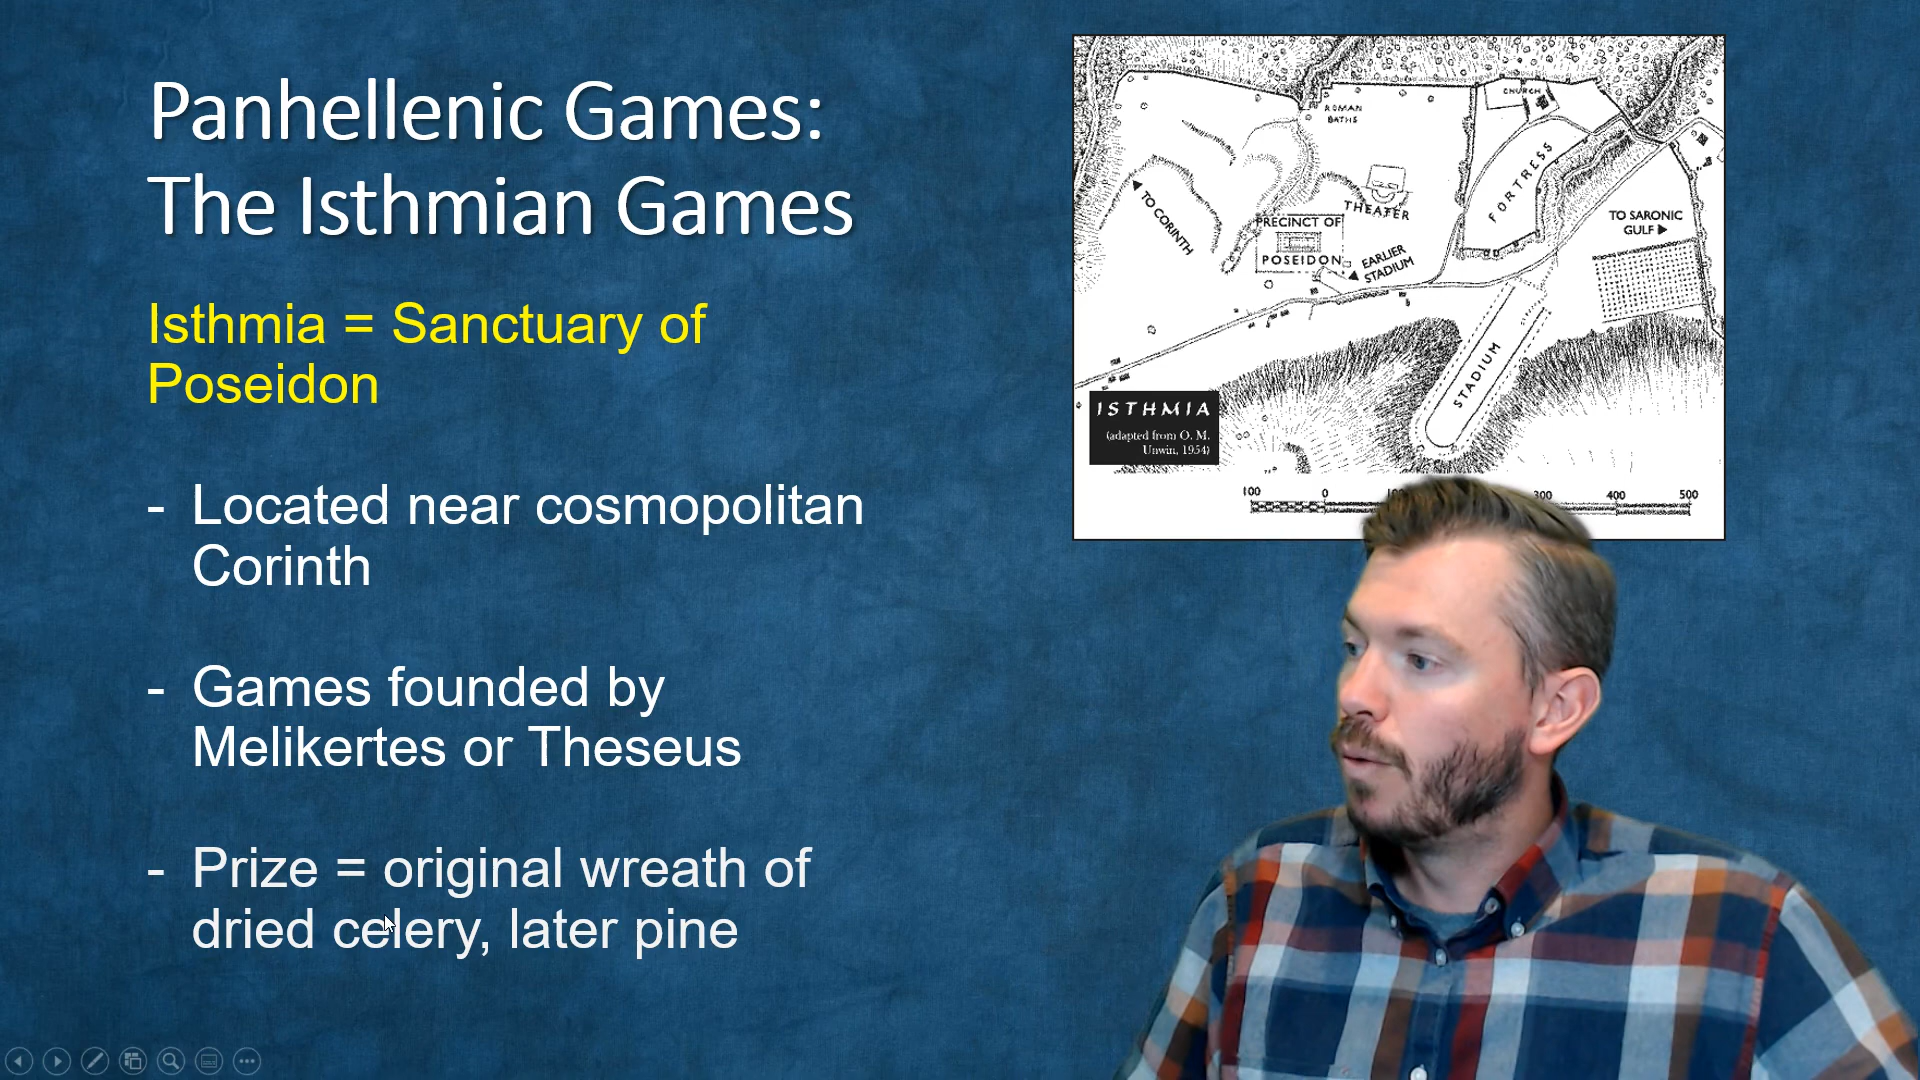 Panhellenic Games:
The Isthmian Games
Isthmia = Sanctuary of
Poseidon
- Located near cosmopolitan
Corinth
- Games founded by
Melikertes or Theseus
- Prize = original wreath of
dried celery, later pine
CHURCH
ROMAN
BATHS
FORTRESS
THEATER
TO CORINTH
PRECINCT OF
POSEIDON
EARLIER
STADIUM
TO SARONIC
GULF
STADIUM
ISTHMIA
(adapted from O. M.
Unwin, 1954)
100 0 300 400 500